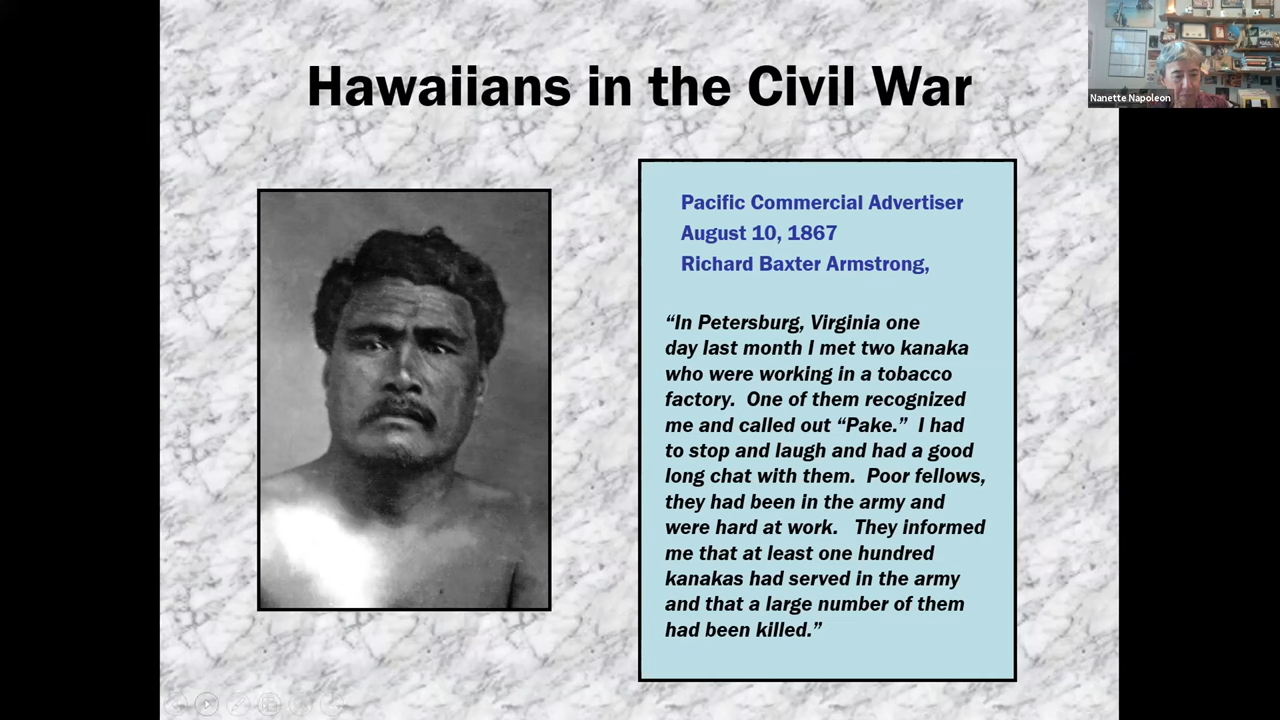 Hawaiians in the Civil War
Nanette Napoleon
Pacific Commercial Advertiser
August 10, 1867
Richard Baxter Armstrong,
“In Petersburg, Virginia one
day last month I met two kanaka
who were working in a tobacco
factory.  One of them recognized
me and called out “Pake.”  I had
to stop and laugh and had a good
long chat with them.  Poor fellows,
they had been in the army and
were hard at work.   They informed
me that at least one hundred
kanakas had served in the army
and that a large number of them
had been killed.”